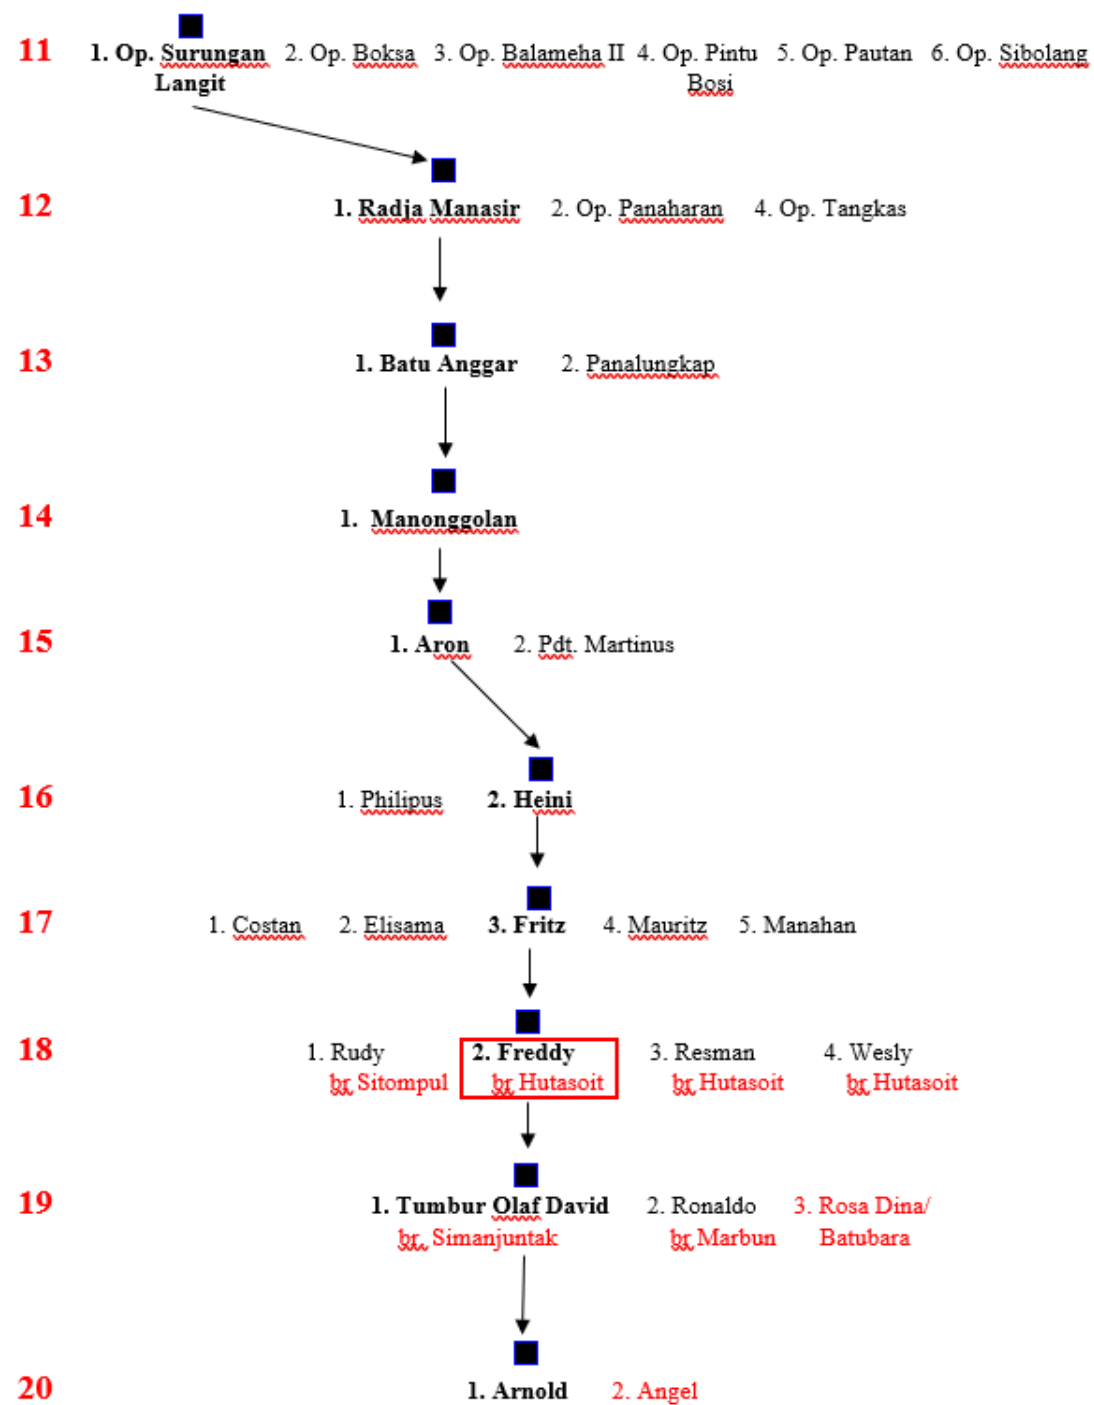 11 1. Op. Surungan 2. Op. Boksa 3. Op. Balameha II 4. Op. Pintu 5. Op. Pautan 6. Op. Sibolang
Langit Bosi
12 1. Radja Manasir 2. Op. Panaharan 4. Op. Tangkas
13 1. Batu Anggar 2. Panalungkap
14 1. Manonggolan
15 1. Aron 2. Pdt. Martinus
16 1. Philipus 2. Heini
17 1. Costan 2. Elisama 3. Fritz 4. Mauritz 5. Manahan
18 1. Rudy 2. Freddy 3. Resman 4. Wesly
br Sitompul br Hutasoit br Hutasoit br Hutasoit
19 1. Tumbur Olaf David 2. Ronaldo 3. Rosa Dina/
br. Simanjuntak br Marbun Batubara
20 1. Arnold 2. Angel